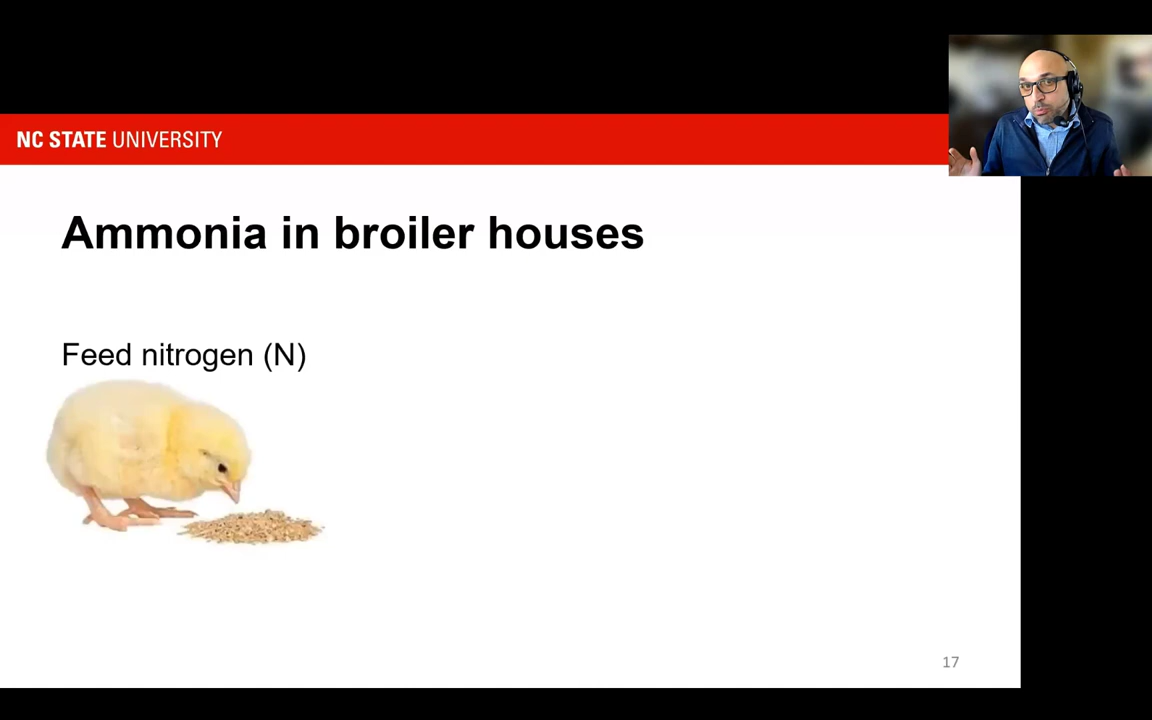 NC STATE UNIVERSITY
Ammonia in broiler houses
Feed nitrogen (N)
17